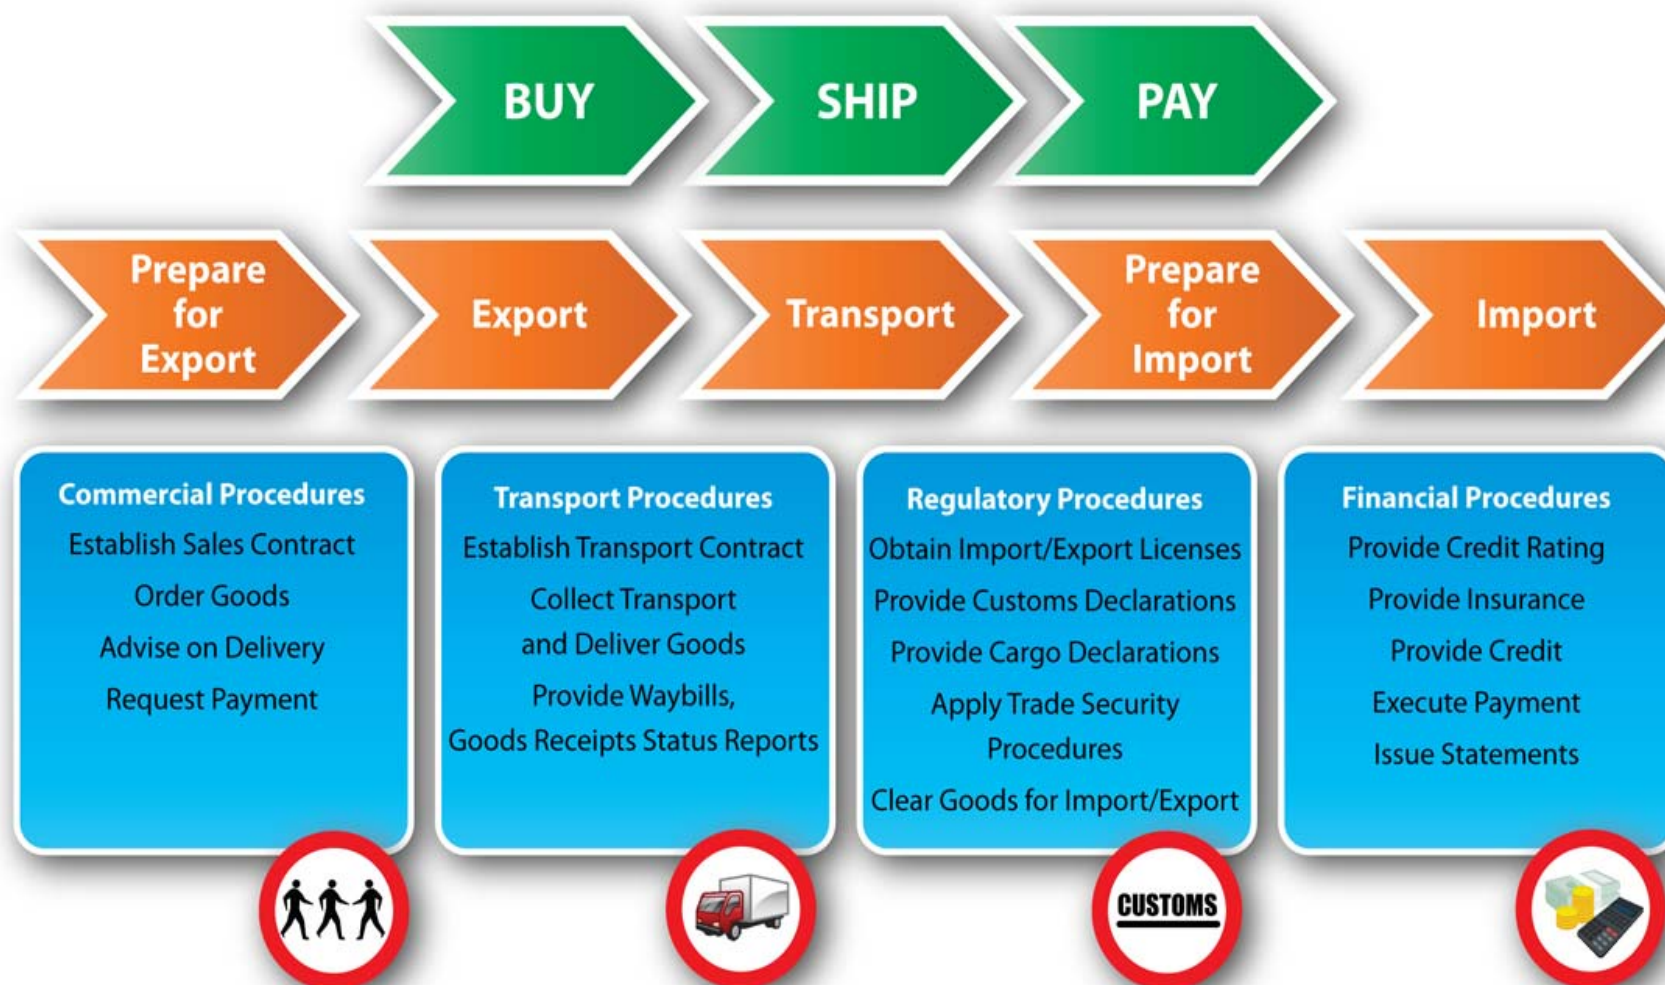 BUY
SHIP
PAY
Prepare
for
Export
Export
Transport
Prepare
for
Import
Import
Commercial Procedures
Establish Sales Contract
Order Goods
Advise on Delivery
Request Payment
Transport Procedures
Establish Transport Contract
Collect Transport
and Deliver Goods
Provide Waybills,
Goods Receipts Status Reports
Regulatory Procedures
Obtain Import/Export Licenses
Provide Customs Declarations
Provide Cargo Declarations
Apply Trade Security
Procedures
Clear Goods for Import/Export
Financial Procedures
Provide Credit Rating
Provide Insurance
Provide Credit
Execute Payment
Issue Statements
CUSTOMS